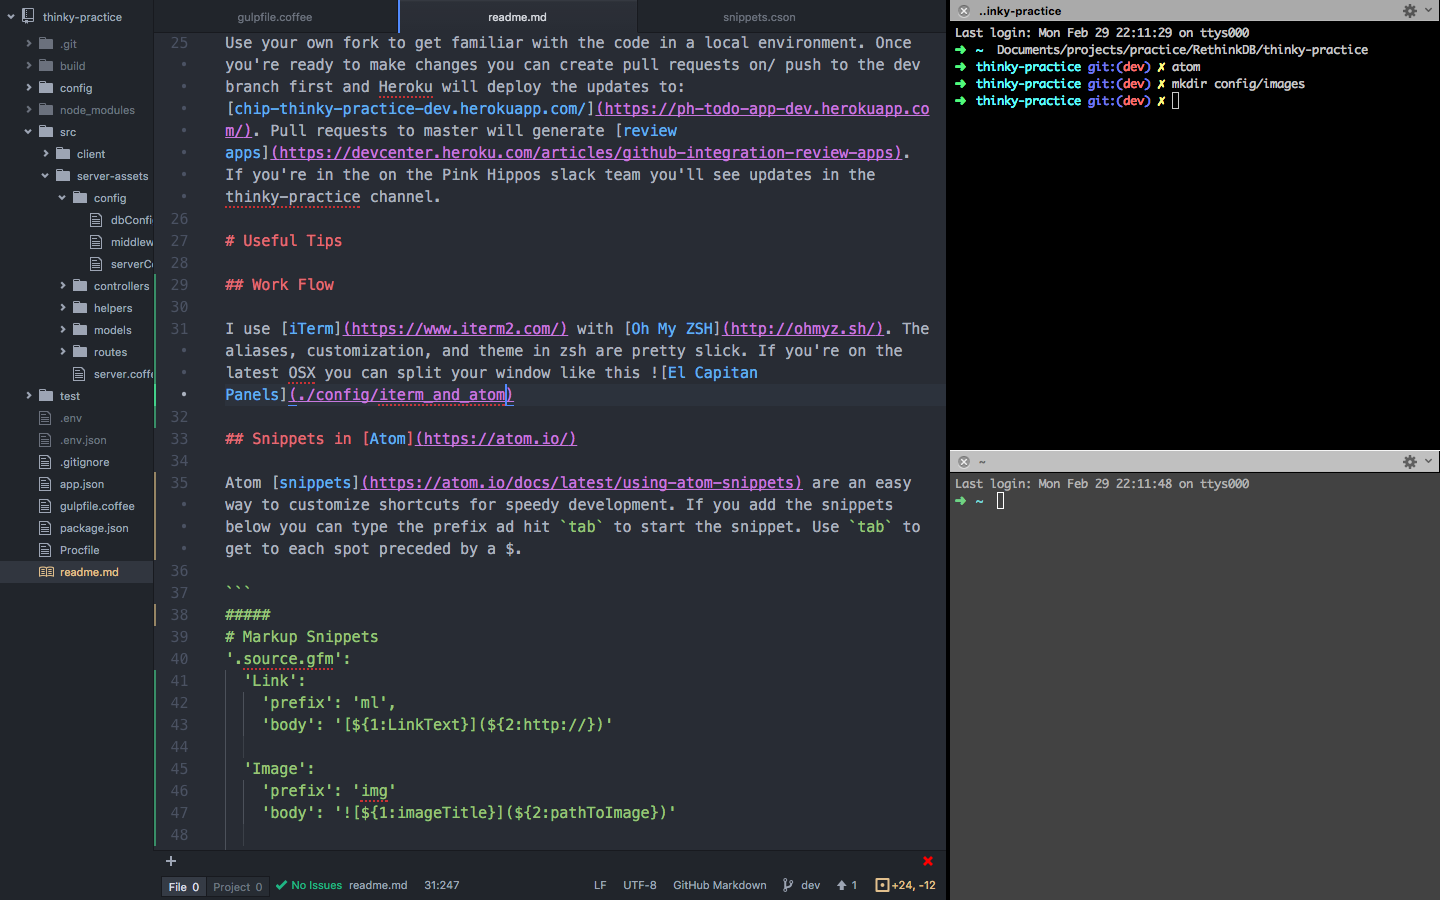 thinky-practice
.git
build
config
node_modules
src
client
server-assets
config
dbConfi
middlew
serverCo
controllers
helpers
models
routes
server.coffe
test
.env
.env.json
.gitignore
app.json
gulpfile.coffee
package.json
Procfile
readme.md
gulpfile.coffee readme.md snippets.cson
25 Use your own fork to get familiar with the code in a local environment. Once
you're ready to make changes you can create pull requests on/ push to the dev
branch first and Heroku will deploy the updates to:
[chip-thinky-practice-dev.herokuapp.com/](https://ph-todo-app-dev.herokuapp.co
m/). Pull requests to master will generate [review
apps](https://devcenter.heroku.com/articles/github-integration-review-apps).
If you're in the on the Pink Hippos slack team you'll see updates in the
thinky-practice channel.
26
27 # Useful Tips
28
29 ## Work Flow
30
31 I use [iTerm](https://www.iterm2.com/) with [Oh My ZSH](http://ohmyz.sh/). The
aliases, customization, and theme in zsh are pretty slick. If you're on the
latest OSX you can split your window like this ![El Capitan
Panels](./config/iterm_and_atom)
32
33 ## Snippets in [Atom](https://atom.io/)
34
35 Atom [snippets](https://atom.io/docs/latest/using-atom-snippets) are an easy
way to customize shortcuts for speedy development. If you add the snippets
below you can type the prefix ad hit `tab` to start the snippet. Use `tab` to
get to each spot preceded by a $.
36
37 ```
38 #####
39 # Markup Snippets
40 '.source.gfm':
41 'Link':
42 'prefix': 'ml',
43 'body': '[${1:LinkText}](${2:http://})'
44
45 'Image':
46 'prefix': 'img'
47 'body': '![${1:imageTitle}](${2:pathToImage})'
48
+
File 0 Project 0 No Issues readme.md 31:247 LF UTF-8 GitHub Markdown dev 1 +24, -12
..inky-practice
Last login: Mon Feb 29 22:11:29 on ttys000
➜ ~ Documents/projects/practice/RethinkDB/thinky-practice
➜ thinky-practice git:(dev) ✗ atom
➜ thinky-practice git:(dev) ✗ mkdir config/images
➜ thinky-practice git:(dev) ✗
~
Last login: Mon Feb 29 22:11:48 on ttys000
➜ ~